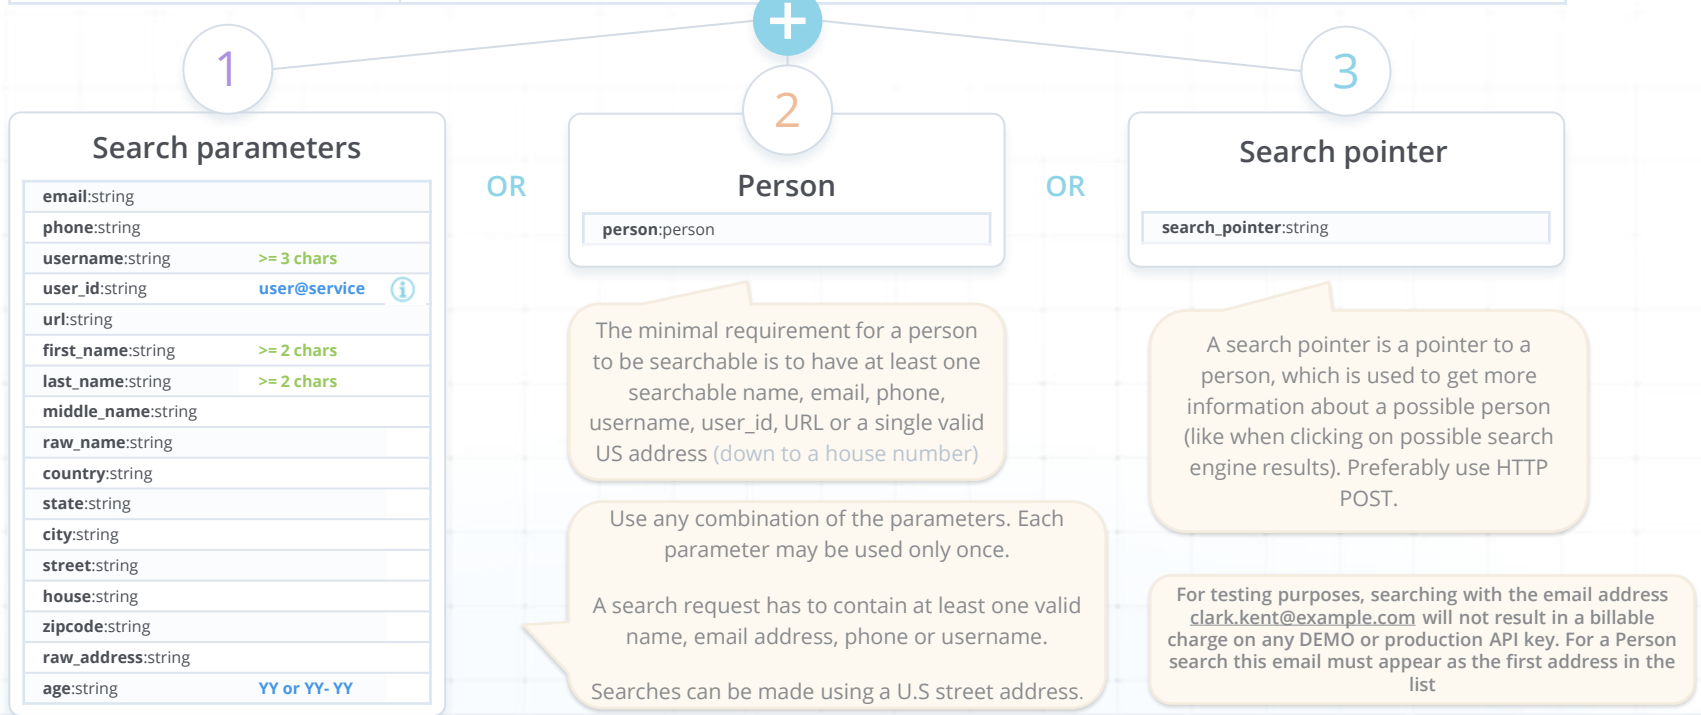 1
Search parameters
email:string
phone:string
username:string >= 3 chars
user_id:string user@service
url:string
first_name:string >= 2 chars
last_name:string >= 2 chars
middle_name:string
raw_name:string
country:string
state:string
city:string
street:string
house:string
zipcode:string
raw_address:string
age:string YY or YY- YY
OR
2
Person
person:person
The minimal requirement for a person
to be searchable is to have at least one
searchable name, email, phone,
username, user_id, URL or a single valid
US address (down to a house number)
Use any combination of the parameters. Each
parameter may be used only once.
A search request has to contain at least one valid
name, email address, phone or username.
Searches can be made using a U.S street address.
OR
3
Search pointer
search_pointer:string
A search pointer is a pointer to a
person, which is used to get more
information about a possible person
(like when clicking on possible search
engine results). Preferably use HTTP
POST.
For testing purposes, searching with the email address
clark.kent@example.com will not result in a billable
charge on any DEMO or production API key. For a Person
search this email must appear as the first address in the
list